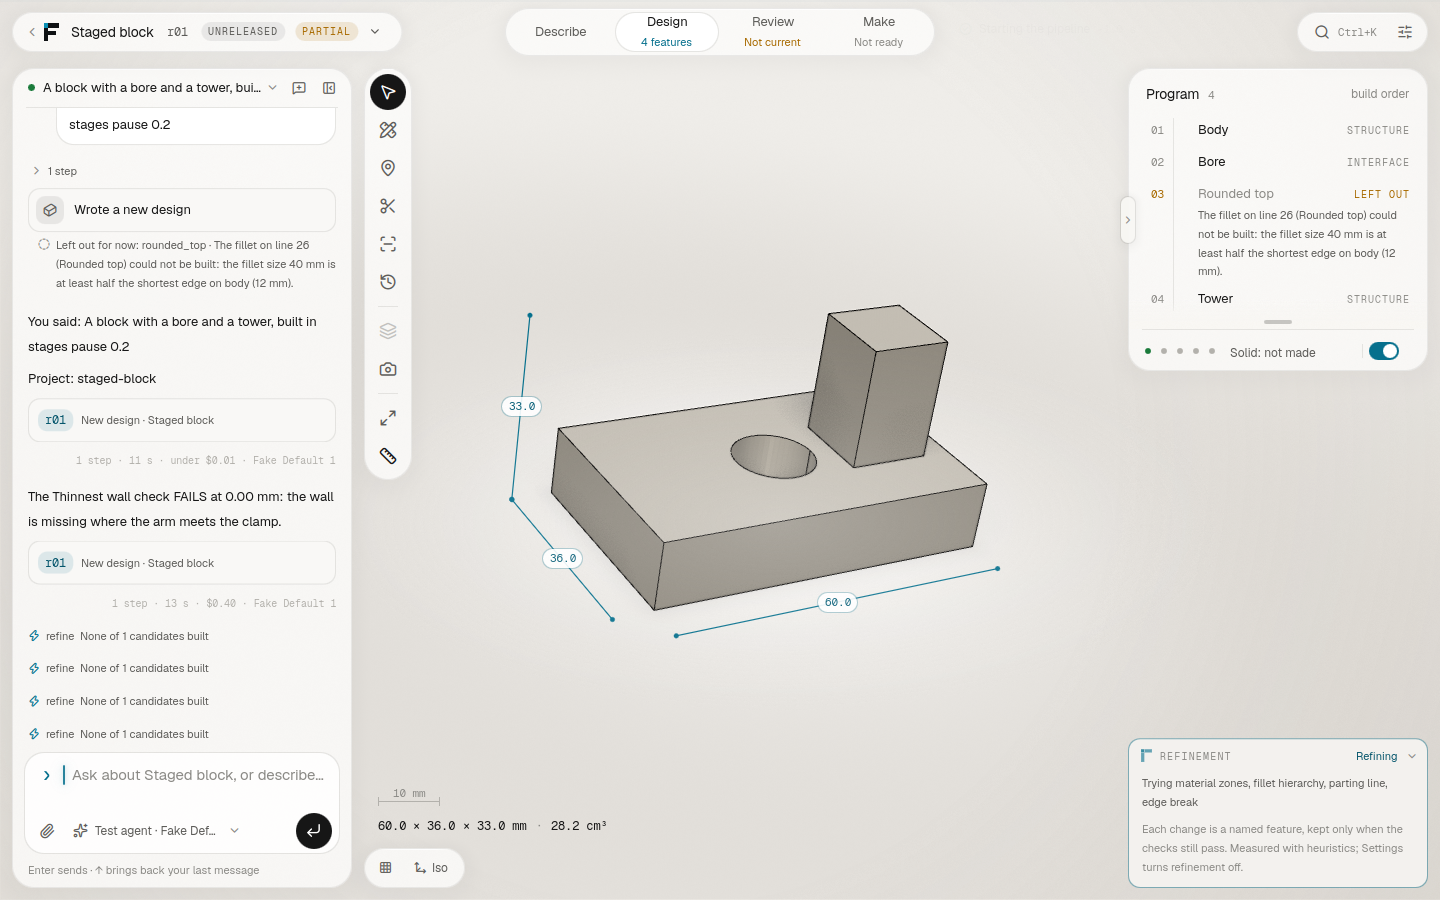 Staged block r01 UNRELEASED PARTIAL
Describe
Design
4 features
Review
Not current
Make
Not ready
Ctrl+K
A block with a bore and a tower, bui...
stages pause 0.2
1 step
Wrote a new design
Left out for now: rounded_top · The fillet on line 26
(Rounded top) could not be built: the fillet size 40 mm is
at least half the shortest edge on body (12 mm).
You said: A block with a bore and a tower, built in
stages pause 0.2
Project: staged-block
r01 New design · Staged block
1 step · 11 s · under $0.01 · Fake Default 1
The Thinnest wall check FAILS at 0.00 mm: the wall
is missing where the arm meets the clamp.
r01 New design · Staged block
1 step · 13 s · $0.40 · Fake Default 1
refine None of 1 candidates built
refine None of 1 candidates built
refine None of 1 candidates built
refine None of 1 candidates built
Ask about Staged block, or describe...
Test agent · Fake Def...
Enter sends · ↑ brings back your last message
33.0
36.0
60.0
10 mm
60.0 × 36.0 × 33.0 mm · 28.2 cm³
Iso
Program 4 build order
01 Body STRUCTURE
02 Bore INTERFACE
03 Rounded top LEFT OUT
The fillet on line 26 (Rounded top) could
not be built: the fillet size 40 mm is at
least half the shortest edge on body (12
mm).
04 Tower STRUCTURE
Solid: not made
REFINEMENT Refining
Trying material zones, fillet hierarchy, parting line,
edge break
Each change is a named feature, kept only when the
checks still pass. Measured with heuristics; Settings
turns refinement off.